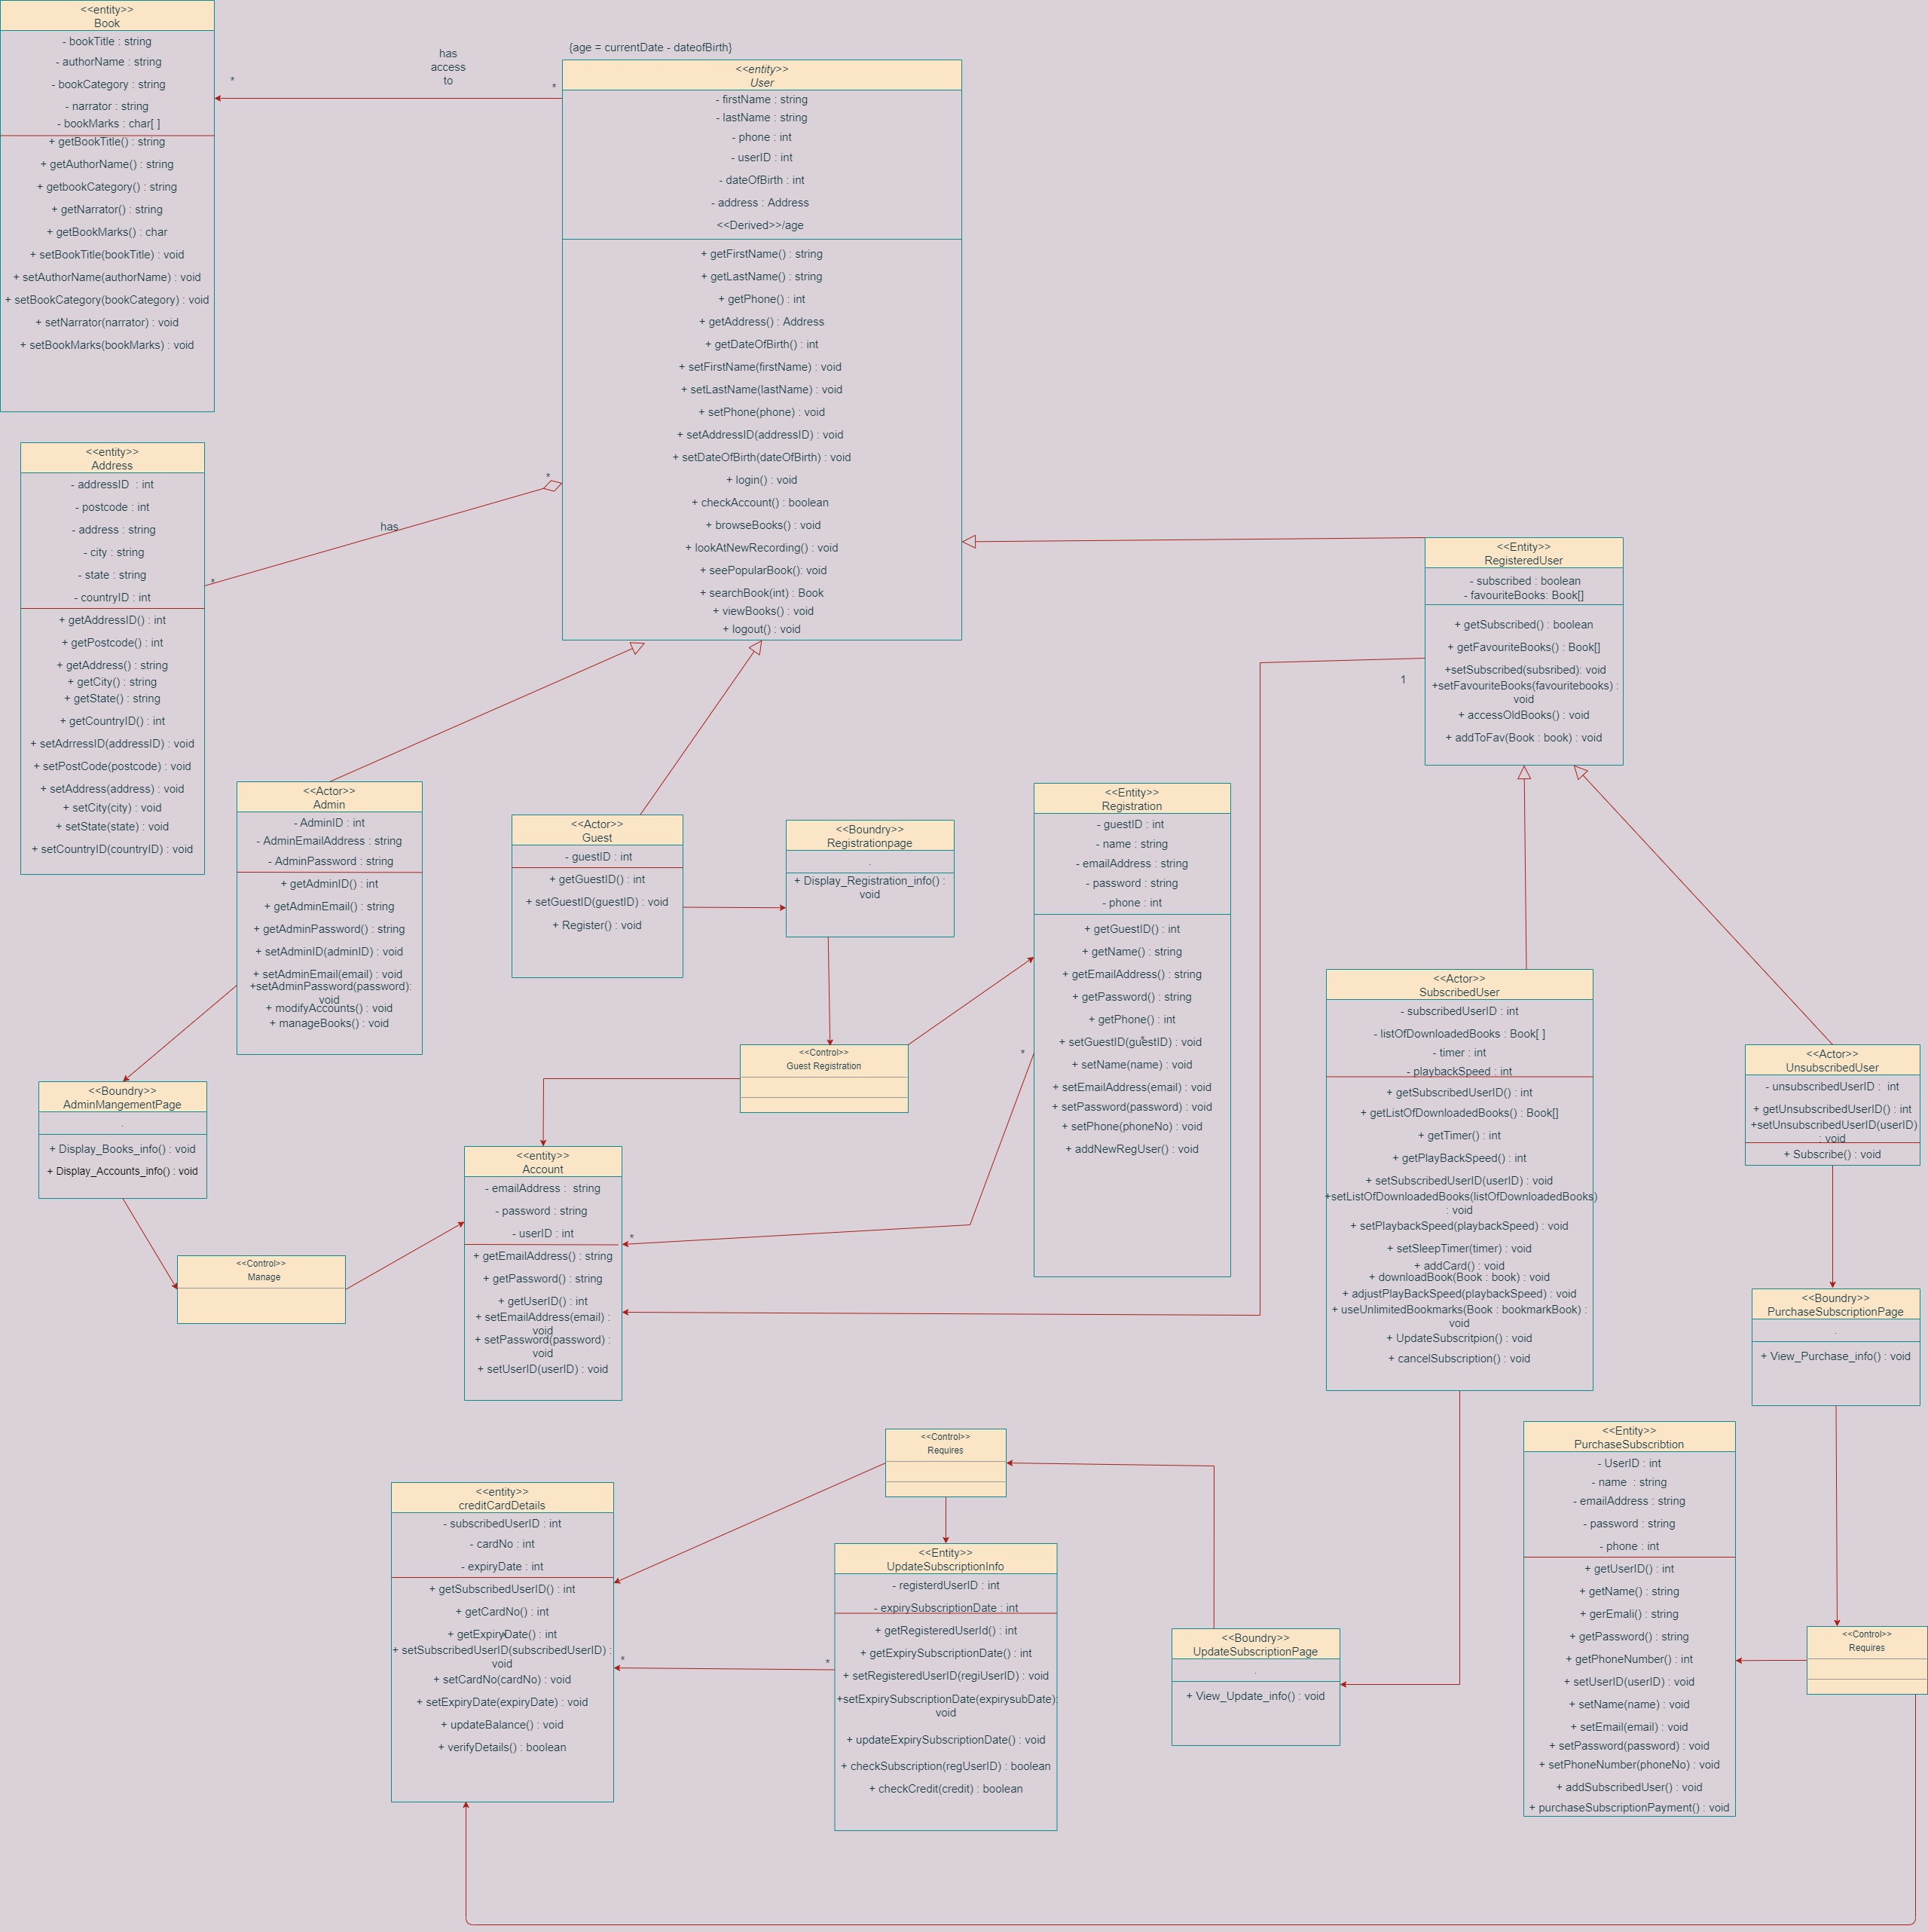 <<entity>>
Book
- bookTitle : string
- authorName : string
- bookCategory : string
- narrator : string
- bookMarks : char[ ]
+ getBookTitle() : string
+ getAuthorName() : string
+ getbookCategory() : string
+ getNarrator() : string
+ getBookMarks() : char
+ setBookTitle(bookTitle) : void
+ setAuthorName(authorName) : void
+ setBookCategory(bookCategory) : void
+ setNarrator(narrator) : void
+ setBookMarks(bookMarks) : void
*
has
access
to
*
{age = currentDate - dateofBirth}
<<entity>>
User
- firstName : string
- lastName : string
- phone : int
- userID : int
- dateOfBirth : int
- address : Address
<<Derived>>/age
+ getFirstName() : string
+ getLastName() : string
+ getPhone() : int
+ getAddress() : Address
+ getDateOfBirth() : int
+ setFirstName(firstName) : void
+ setLastName(lastName) : void
+ setPhone(phone) : void
+ setAddressID(addressID) : void
+ setDateOfBirth(dateOfBirth) : void
+ login() : void
+ checkAccount() : boolean
+ browseBooks() : void
+ lookAtNewRecording() : void
+ seePopularBook(): void
+ searchBook(int) : Book
+ viewBooks() : void
+ logout() : void
<<entity>>
Address
- addressID : int
- postcode : int
- address : string
- city : string
- state : string
- countryID : int
+ getAddressID() : int
+ getPostcode() : int
+ getAddress() : string
+ getCity() : string
+ getState() : string
+ getCountryID() : int
+ setAdrressID(addressID) : void
+ setPostCode(postcode) : void
+ setAddress(address) : void
+ setCity(city) : void
+ setState(state) : void
+ setCountryID(countryID) : void
*
has
*
<<Entity>>
RegisteredUser
- subscribed : boolean
- favouriteBooks: Book[]
+ getSubscribed() : boolean
+ getFavouriteBooks() : Book[]
+setSubscribed(subsribed): void
+setFavouriteBooks(favouritebooks) :
void
+ accessOldBooks() : void
+ addToFav(Book : book) : void
1
<<Actor>>
Admin
- AdminID : int
- AdminEmailAddress : string
- AdminPassword : string
+ getAdminID() : int
+ getAdminEmail() : string
+ getAdminPassword() : string
+ setAdminID(adminID) : void
+ setAdminEmail(email) : void
+setAdminPassword(password):
void
+ modifyAccounts() : void
+ manageBooks() : void
<<Actor>>
Guest
- guestID : int
+ getGuestID() : int
+ setGuestID(guestID) : void
+ Register() : void
<<Boundry>>
Registrationpage
.
+ Display_Registration_info() :
void
<<Entity>>
Registration
- guestID : int
- name : string
- emailAddress : string
- password : string
- phone : int
+ getGuestID() : int
+ getName() : string
+ getEmailAddress() : string
+ getPassword() : string
+ getPhone() : int
+ setGuestID(guestID) : void
+ setName(name) : void
+ setEmailAddress(email) : void
+ setPassword(password) : void
+ setPhone(phoneNo) : void
+ addNewRegUser() : void
*
*
<<Control>>
Guest Registration
<<Actor>>
SubscribedUser
- subscribedUserID : int
- listOfDownloadedBooks : Book[ ]
- timer : int
- playbackSpeed : int
+ getSubscribedUserID() : int
+ getListOfDownloadedBooks() : Book[]
+ getTimer() : int
+ getPlayBackSpeed() : int
+ setSubscribedUserID(userID) : void
+setListOfDownloadedBooks(listOfDownloadedBooks)
: void
+ setPlaybackSpeed(playbackSpeed) : void
+ setSleepTimer(timer) : void
+ addCard() : void
+ downloadBook(Book : book) : void
+ adjustPlayBackSpeed(playbackSpeed) : void
+ useUnlimitedBookmarks(Book : bookmarkBook) :
void
+ UpdateSubscritpion() : void
+ cancelSubscription() : void
<<Actor>>
UnsubscribedUser
- unsubscribedUserID : int
+ getUnsubscribedUserID() : int
+setUnsubscribedUserID(userID)
: void
+ Subscribe() : void
<<Boundry>>
AdminMangementPage
.
+ Display_Books_info() : void
+ Display_Accounts_info() : void
<<Control>>
Manage
<<entity>>
Account
- emailAddress : string
- password : string
- userID : int
+ getEmailAddress() : string
+ getPassword() : string
+ getUserID() : int
+ setEmailAddress(email) :
void
+ setPassword(password) :
void
+ setUserID(userID) : void
<<Boundry>>
PurchaseSubscriptionPage
.
+ View_Purchase_info() : void
<<Control>>
Requires
<<entity>>
creditCardDetails
- subscribedUserID : int
- cardNo : int
- expiryDate : int
+ getSubscribedUserID() : int
+ getCardNo() : int
+ getExpiryDate() : int
+ setSubscribedUserID(subscribedUserID) :
void
+ setCardNo(cardNo) : void
+ setExpiryDate(expiryDate) : void
+ updateBalance() : void
+ verifyDetails() : boolean
*
*
<<Entity>>
UpdateSubscriptionInfo
- registerdUserID : int
- expirySubscriptionDate : int
+ getRegisteredUserId() : int
+ getExpirySubscriptionDate() : int
+ setRegisteredUserID(regiUserID) : void
+setExpirySubscriptionDate(expirysubDate):
void
+ updateExpirySubscriptionDate() : void
+ checkSubscription(regUserID) : boolean
+ checkCredit(credit) : boolean
<<Boundry>>
UpdateSubscriptionPage
.
+ View_Update_info() : void
<<Entity>>
PurchaseSubscribtion
- UserID : int
- name : string
- emailAddress : string
- password : string
- phone : int
+ getUserID() : int
+ getName() : string
+ gerEmali() : string
+ getPassword() : string
+ getPhoneNumber() : int
+ setUserID(userID) : void
+ setName(name) : void
+ setEmail(email) : void
+ setPassword(password) : void
+ setPhoneNumber(phoneNo) : void
+ addSubscribedUser() : void
+ purchaseSubscriptionPayment() : void
<<Control>>
Requires